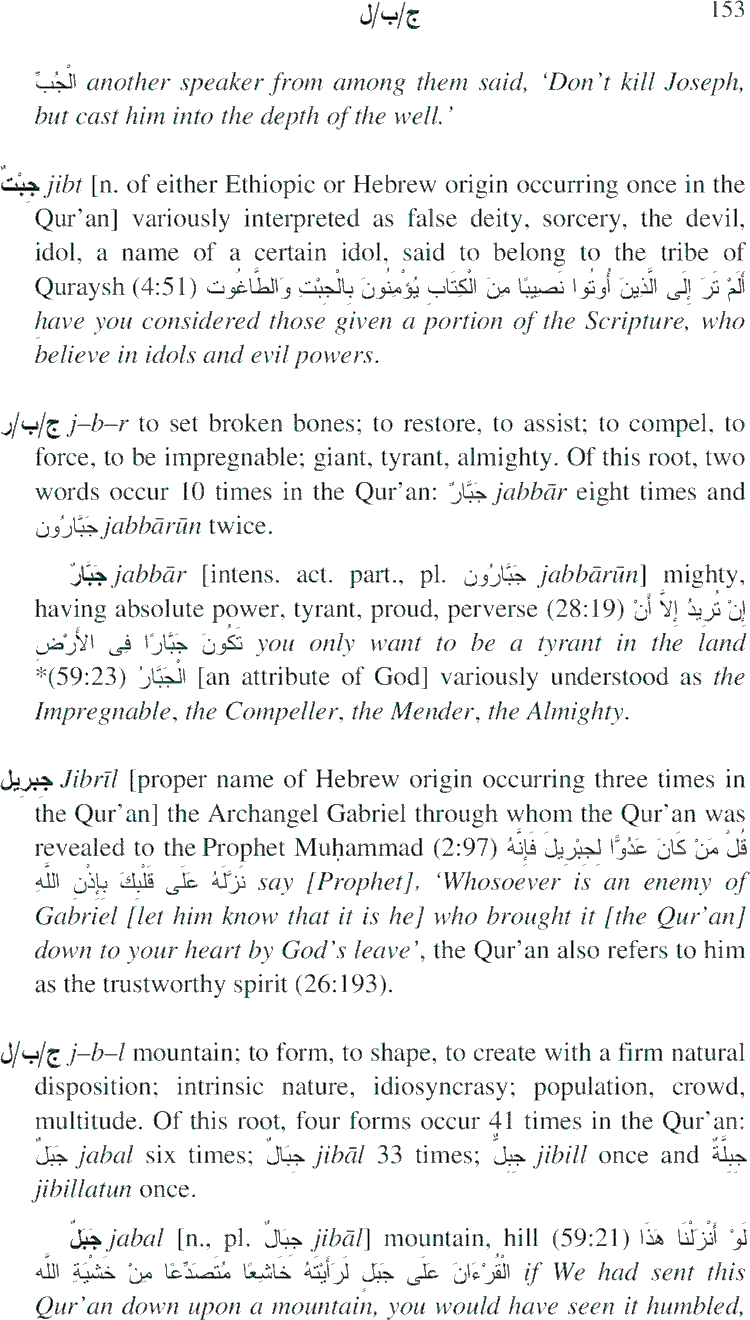 ج/ب/ل 153
الْجُبِّ another speaker from among them said, ‘Don’t kill Joseph,
but cast him into the depth of the well.’
جِبْتٌ jibt [n. of either Ethiopic or Hebrew origin occurring once in the
Qur’an] variously interpreted as false deity, sorcery, the devil,
idol, a name of a certain idol, said to belong to the tribe of
Quraysh (4:51) أَلَمْ تَرَ إِلَى الَّذِينَ أُوتُوا نَصِيبًا مِنَ الْكِتَابِ يُؤْمِنُونَ بِالْجِبْتِ وَالطَّاغُوت
have you considered those given a portion of the Scripture, who
believe in idols and evil powers.
ج/ب/ر j–b–r to set broken bones; to restore, to assist; to compel, to
force, to be impregnable; giant, tyrant, almighty. Of this root, two
words occur 10 times in the Qur’an: جَبَّارٌ jabbār eight times and
جَبَّارُون jabbārūn twice.
جَبَّارٌ jabbār [intens. act. part., pl. جَبَّارُون jabbārūn] mighty,
having absolute power, tyrant, proud, perverse (28:19) إِنْ تُرِيدُ إِلاَّ أَنْ
تَكُونَ جَبَّارًا فِى الأَرْضِ you only want to be a tyrant in the land
*(59:23) الْجَبَّارُ [an attribute of God] variously understood as the
Impregnable, the Compeller, the Mender, the Almighty.
جِبرِيل Jibrīl [proper name of Hebrew origin occurring three times in
the Qur’an] the Archangel Gabriel through whom the Qur’an was
revealed to the Prophet Muḥammad (2:97) قُلْ مَنْ كَانَ عَدُوًّا لِجِبْرِيلَ فَإِنَّهُ
نَزَّلَهُ عَلَى قَلْبِكَ بِإِذْنِ اللَّهِ say [Prophet], ‘Whosoever is an enemy of
Gabriel [let him know that it is he] who brought it [the Qur’an]
down to your heart by God’s leave’, the Qur’an also refers to him
as the trustworthy spirit (26:193).
ج/ب/ل j–b–l mountain; to form, to shape, to create with a firm natural
disposition; intrinsic nature, idiosyncrasy; population, crowd,
multitude. Of this root, four forms occur 41 times in the Qur’an:
جَبَلٌ jabal six times; جِبَالٌ jibāl 33 times; جِبِلٌّ jibill once and جِبِلَّةٌ
jibillatun once.
جَبَلٌ jabal [n., pl. جِبَالٌ jibāl] mountain, hill (59:21) لَوْ أَنْزَلْنَا هَذَا
الْقُرْءَانَ عَلَى جَبَلٍ لَرَأَيْتَهُ خَاشِعًا مُتَصَدِّعًا مِنْ خَشْيَةِ اللَّه if We had sent this
Qur’an down upon a mountain, you would have seen it humbled,